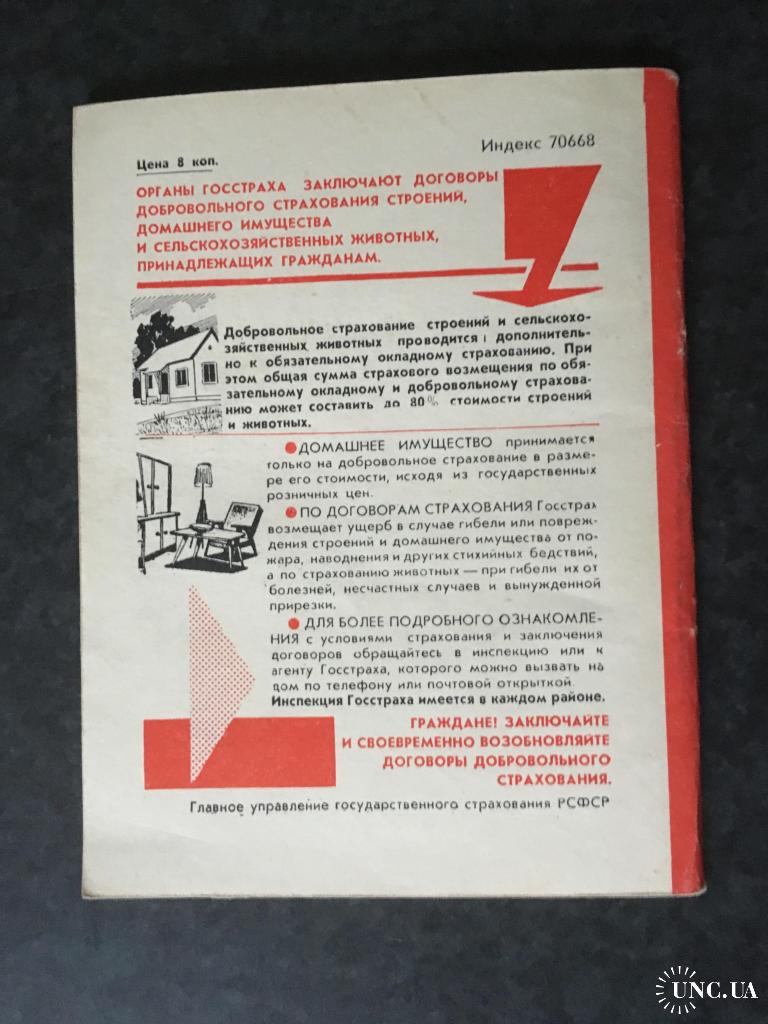 Цена 8 коп.
Индекс 70668
ОРГАНЫ ГОССТРАХА ЗАКЛЮЧАЮТ ДОГОВОРЫ
ДОБРОВОЛЬНОГО СТРАХОВАНИЯ СТРОЕНИЙ,
ДОМАШНЕГО ИМУЩЕСТВА
И СЕЛЬСКОХОЗЯЙСТВЕННЫХ ЖИВОТНЫХ,
ПРИНАДЛЕЖАЩИХ ГРАЖДАНАМ.
Добровольное страхование строений и сельскохо-
зяйственных животных проводится дополнитель-
но к обязательному окладному страхованию. При
этом общая сумма страхового возмещения по обя-
зательному окладному и добровольному страхова-
нию может составить до 80% стоимости строений
и животных.
●ДОМАШНЕЕ ИМУЩЕСТВО принимается
только на добровольное страхование в разме-
ре его стоимости, исходя из государственных
розничных цен.
● ПО ДОГОВОРАМ СТРАХОВАНИЯ Госстрах
возмещает ущерб в случае гибели или повреж-
дения строений и домашнего имущества от по-
жара, наводнения и других стихийных бедствий,
а по страхованию животных — при гибели их от
болезней, несчастных случаев и вынужденной
прирезки.
● ДЛЯ БОЛЕЕ ПОДРОБНОГО ОЗНАКОМЛЕ-
НИЯ с условиями страхования и заключения
договоров обращайтесь в инспекцию или к
агенту Госстраха, которого можно вызвать на
дом по телефону или почтовой открыткой.
Инспекция Госстраха имеется в каждом районе.
ГРАЖДАНЕ! ЗАКЛЮЧАЙТЕ
И СВОЕВРЕМЕННО ВОЗОБНОВЛЯЙТЕ
ДОГОВОРЫ ДОБРОВОЛЬНОГО
СТРАХОВАНИЯ.
Главное управление государственного страхования РСФСР
UNC.UA